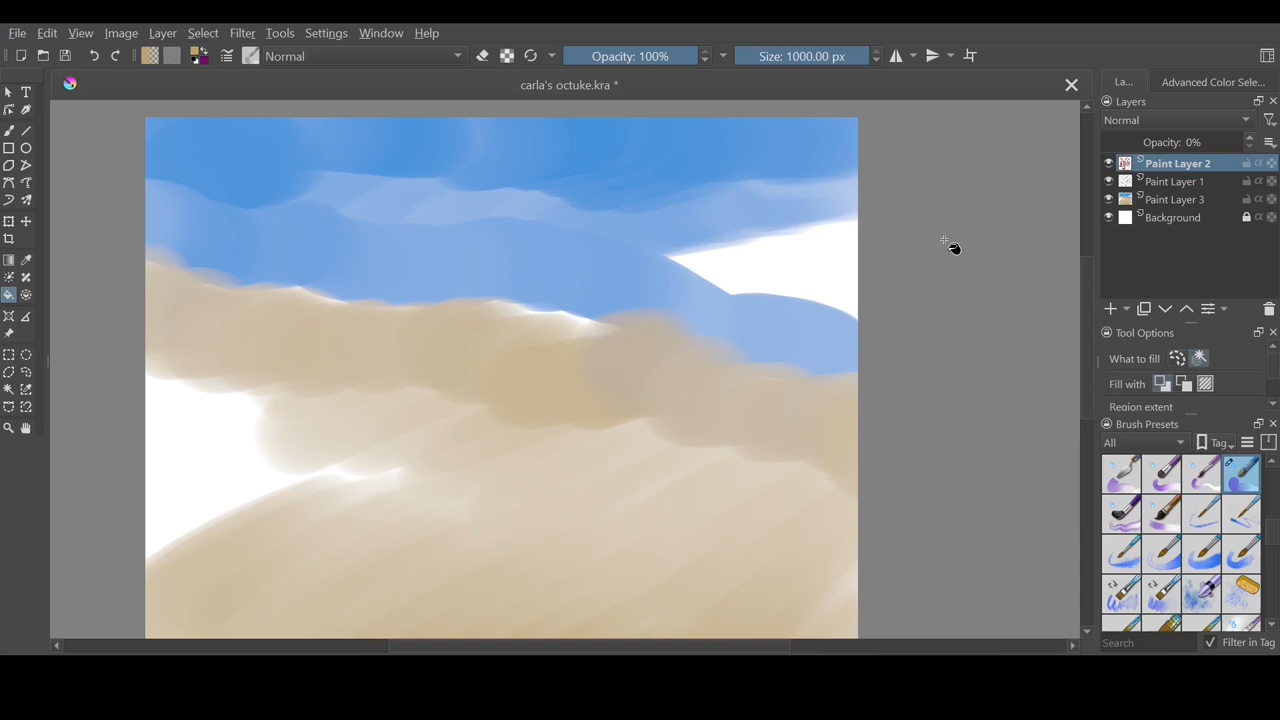 File Edit View Image Layer Select Filter Tools Settings Window Help
Normal Opacity: 100% Size: 1000.00 px
carla's octuke.kra *
La... Advanced Color Sele...
Layers
Normal
Opacity: 0%
Paint Layer 2
Paint Layer 1
Paint Layer 3
Background
Tool Options
What to fill
Fill with
Region extent
Brush Presets
All Tag
Search Filter in Tag